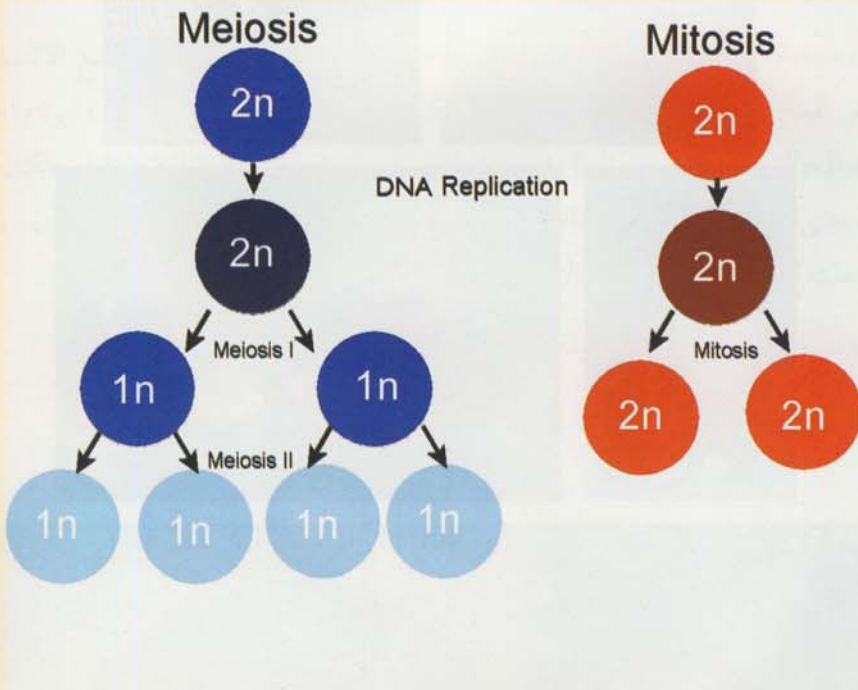 Meiosis
Mitosis
2n
2n
DNA Replication
2n
2n
Meiosis I
Mitosis
1n
1n
2n
2n
Meiosis II
1n
1n
1n
1n